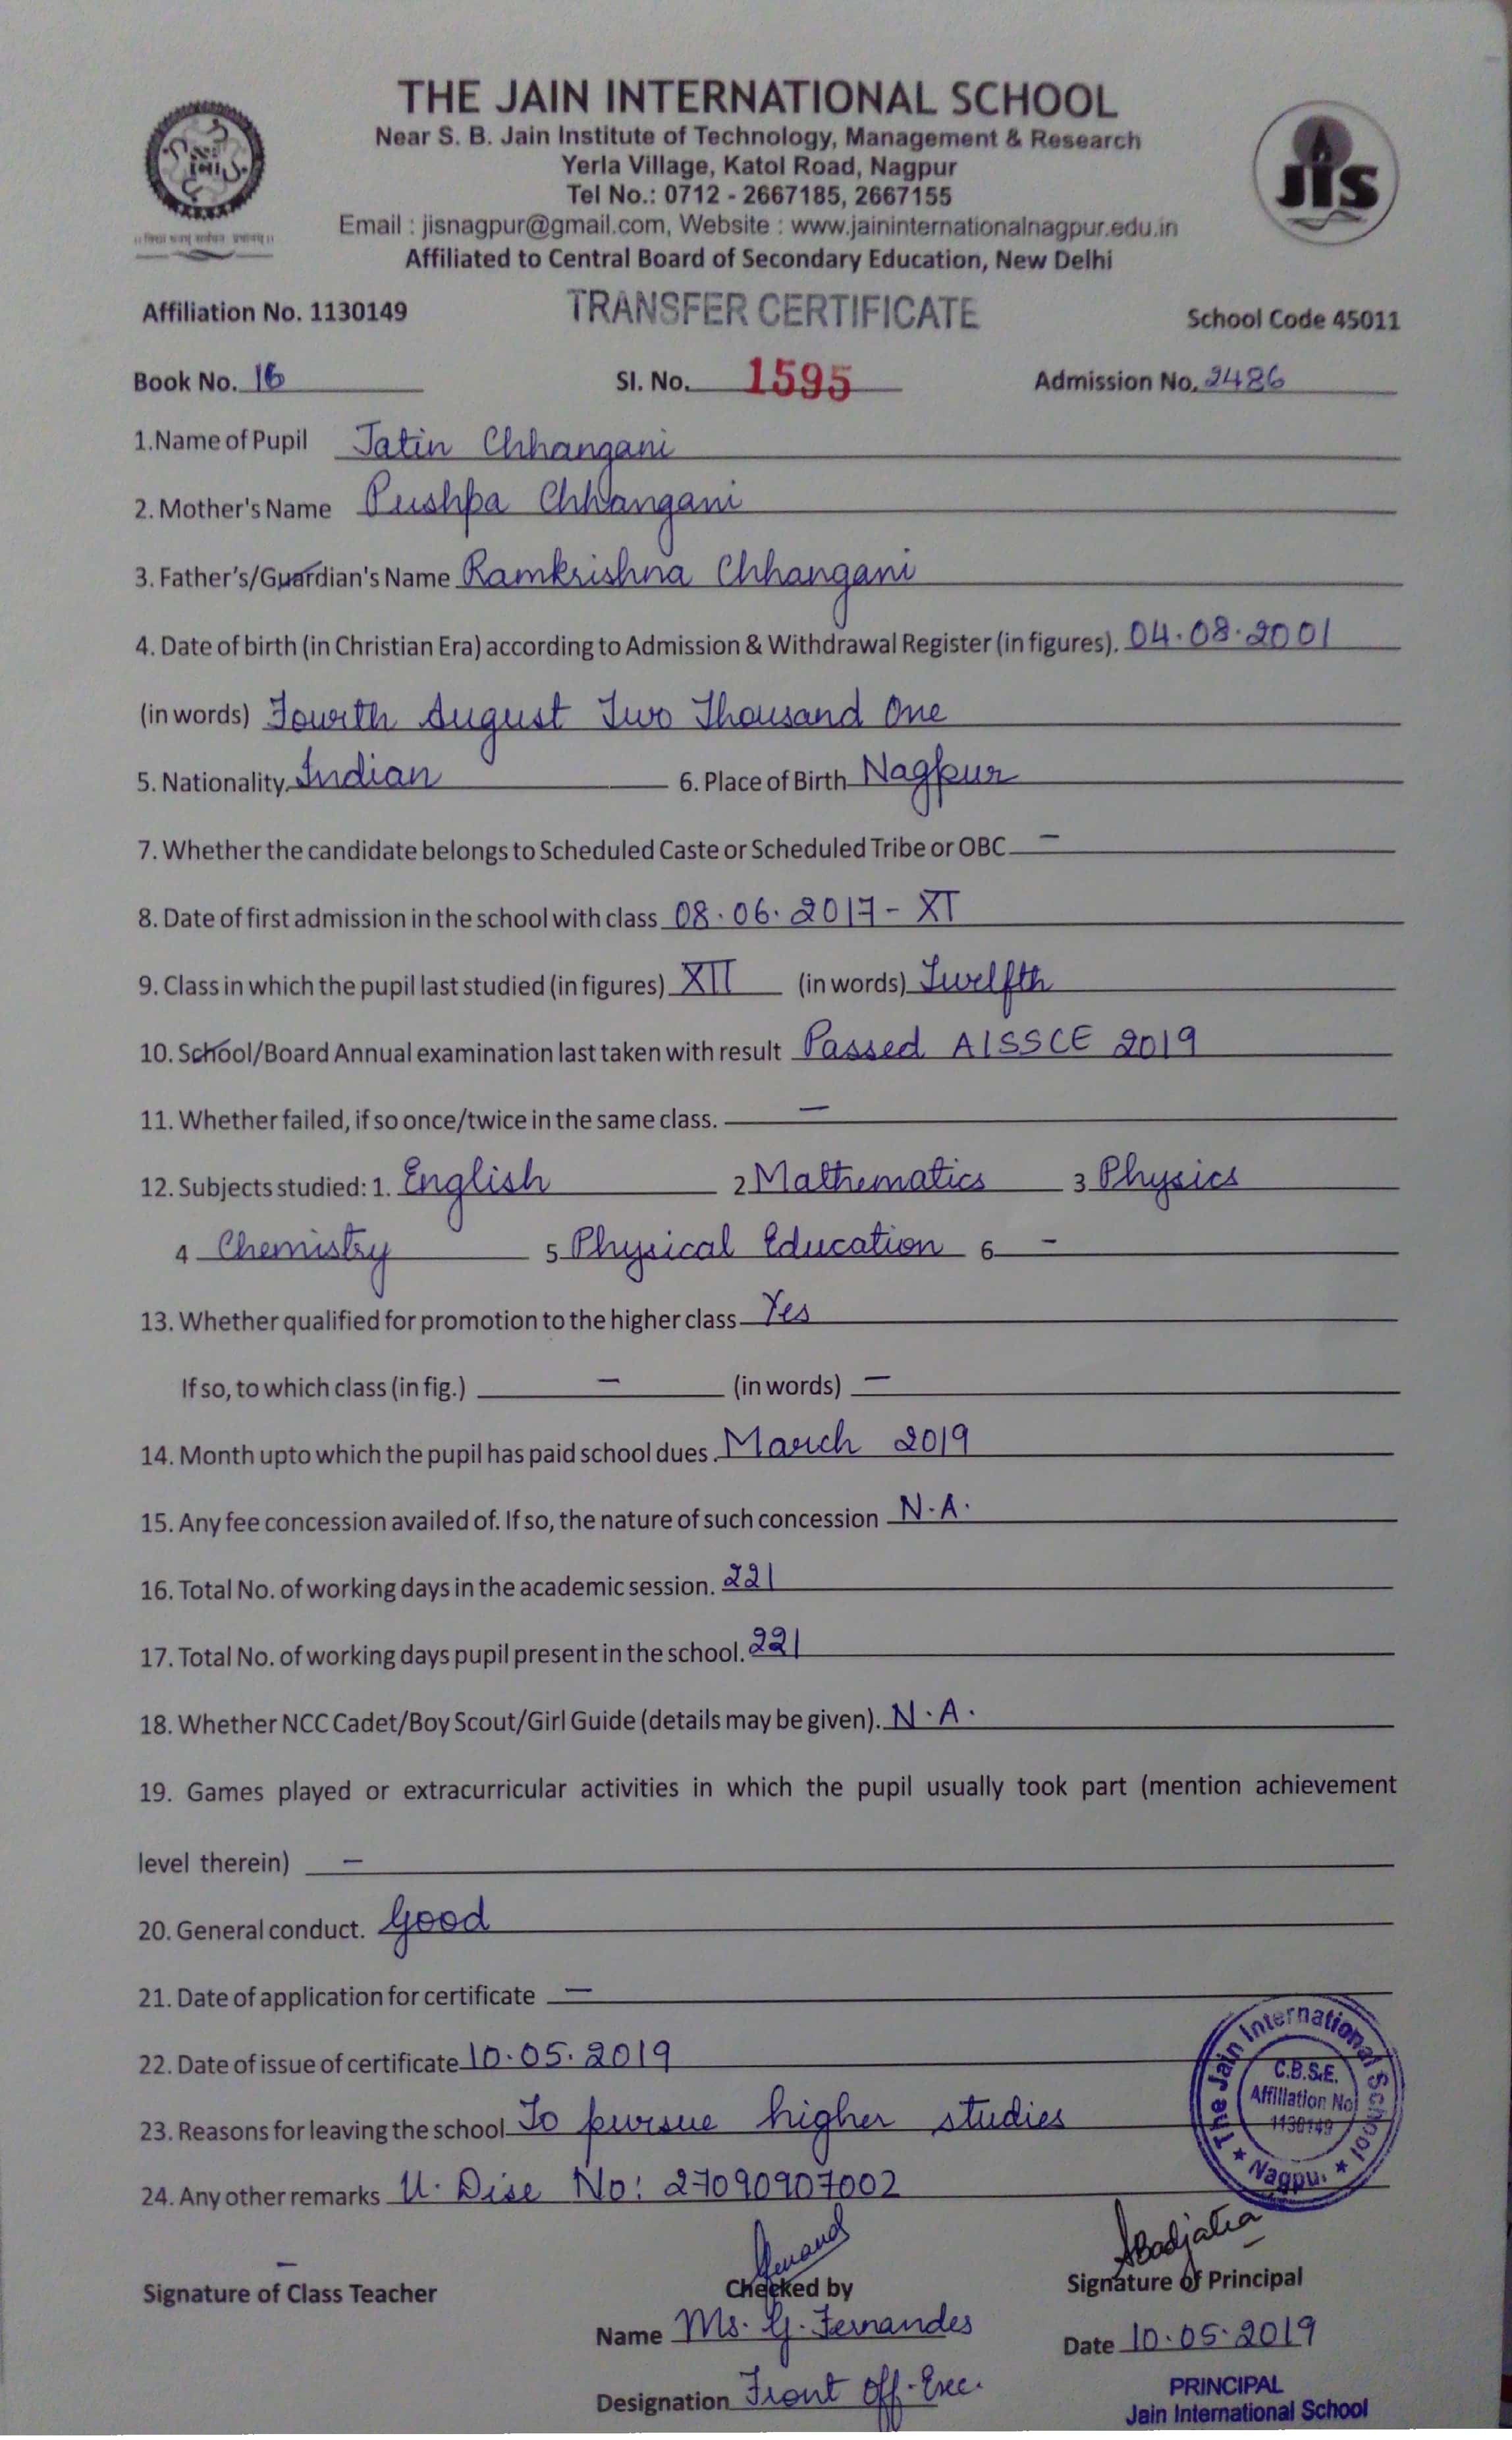 THE JAIN INTERNATIONAL SCHOOL
Near S. B. Jain Institute of Technology, Management & Research
Yerla Village, Katol Road, Nagpur
Tel No.: 0712 - 2667185, 2667155
Email : jisnagpur@gmail.com, Website : www.jaininternationalnagpur.edu.in
Affiliated to Central Board of Secondary Education, New Delhi
JIS
Affiliation No. 1130149 TRANSFER CERTIFICATE School Code 45011
Book No. 16 Sl. No. 1595 Admission No. 2486
1.Name of Pupil Jatin Chhangani
2. Mother's Name Pushpa Chhangani
3. Father's/Guardian's Name Ramkrishna Chhangani
4. Date of birth (in Christian Era) according to Admission & Withdrawal Register (in figures). 04.08.2001
(in words) Fourth August Two Thousand One
5. Nationality Indian 6. Place of Birth Nagpur
7. Whether the candidate belongs to Scheduled Caste or Scheduled Tribe or OBC –
8. Date of first admission in the school with class 08.06.2017 - XI
9. Class in which the pupil last studied (in figures) XII (in words) Twelfth
10. School/Board Annual examination last taken with result Passed AISSCE 2019
11. Whether failed, if so once/twice in the same class. –
12. Subjects studied: 1. English 2 Mathematics 3 Physics
4 Chemistry 5 Physical Education 6 –
13. Whether qualified for promotion to the higher class Yes
If so, to which class (in fig.) – (in words) –
14. Month upto which the pupil has paid school dues. March 2019
15. Any fee concession availed of. If so, the nature of such concession N.A.
16. Total No. of working days in the academic session. 221
17. Total No. of working days pupil present in the school. 221
18. Whether NCC Cadet/Boy Scout/Girl Guide (details may be given). N.A.
19. Games played or extracurricular activities in which the pupil usually took part (mention achievement
level therein) –
20. General conduct. Good
21. Date of application for certificate –
22. Date of issue of certificate 10.05.2019
23. Reasons for leaving the school To pursue higher studies
24. Any other remarks U. Dise No: 27090907002
The Jain International School
C.B.S.E.
Affiliation No
1130149
Nagpu.
–
Signature of Class Teacher Checked by Signature of Principal
Name Ms. G. Fernandes Date 10.05.2019
Designation Front Off. Exec. PRINCIPAL
Jain International School